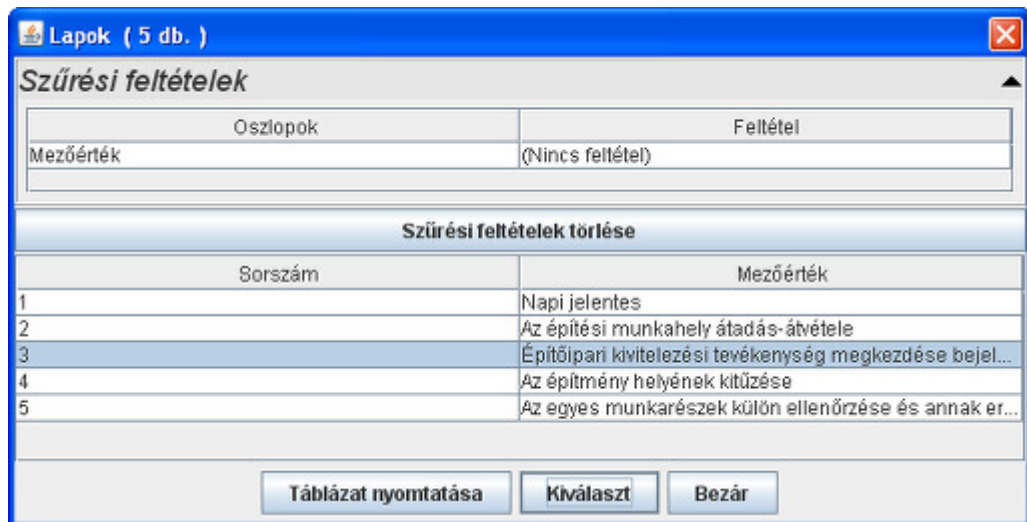 Lapok ( 5 db. )
Szűrési feltételek
Oszlopok Feltétel
Mezőérték (Nincs feltétel)
Szűrési feltételek törlése
Sorszám Mezőérték
1 Napi jelentes
2 Az építési munkahely átadás-átvétele
3 Építőipari kivitelezési tevékenység megkezdése bejel...
4 Az építmény helyének kitűzése
5 Az egyes munkarészek külön ellenőrzése és annak er...
Táblázat nyomtatása Kiválaszt Bezár